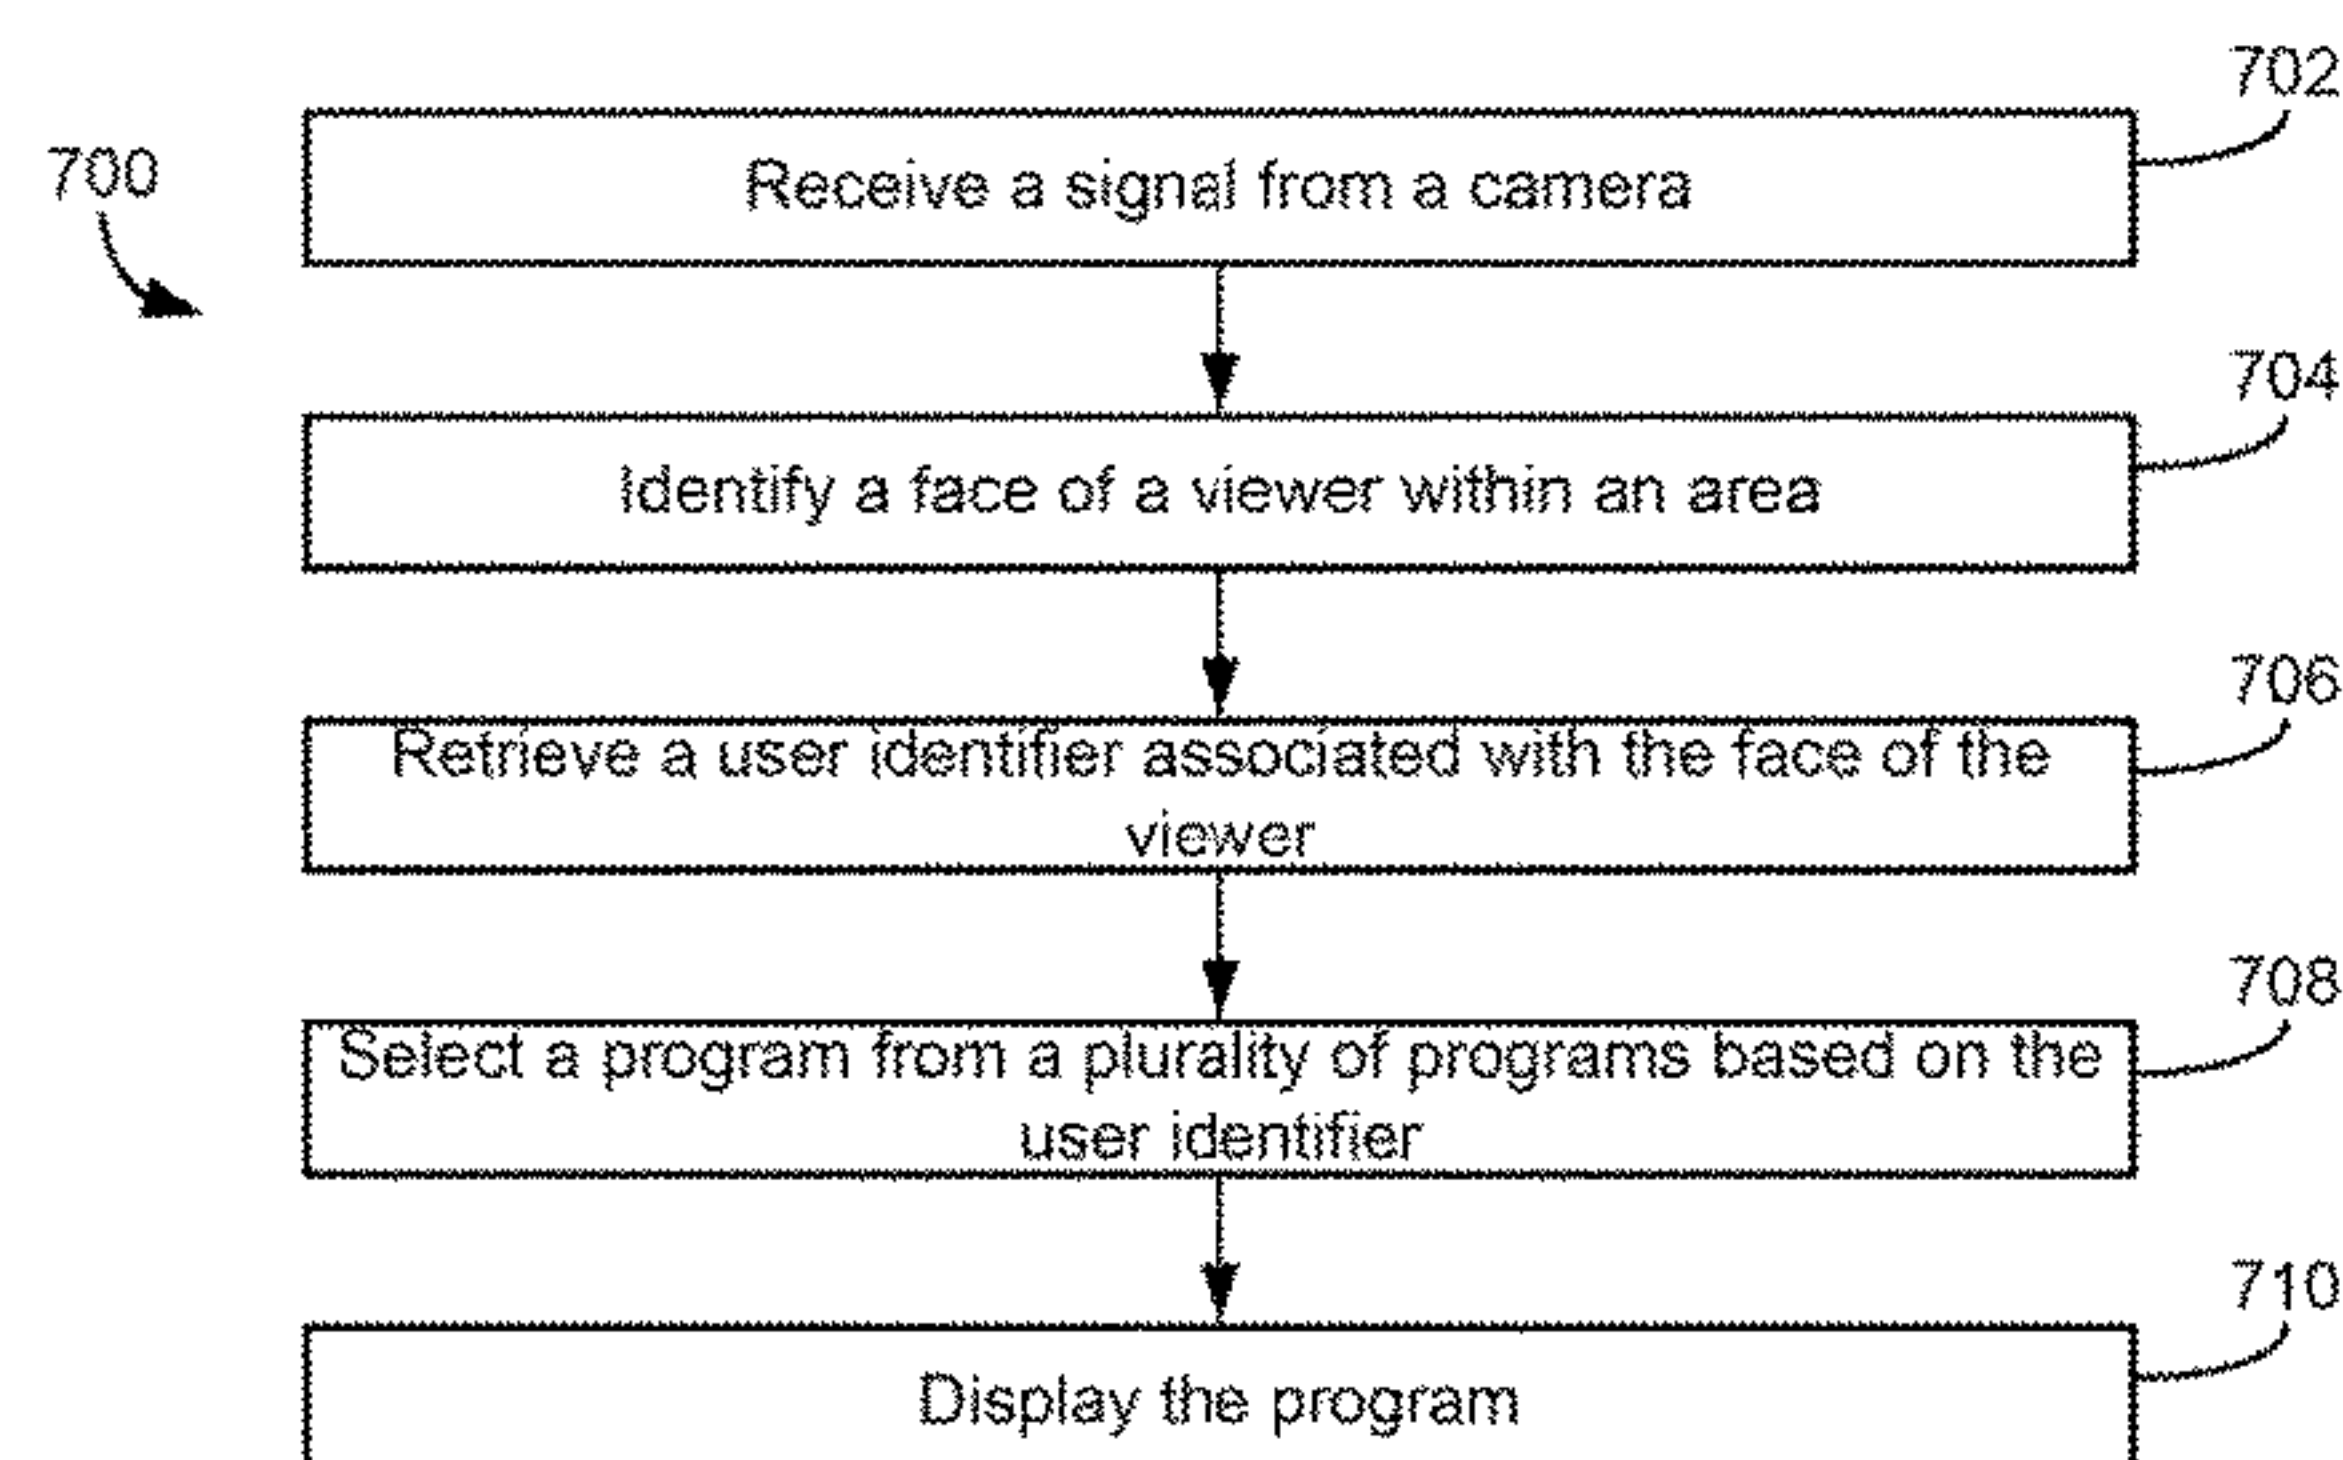 702
700
Receive a signal from a camera
704
Identify a face of a viewer within an area
706
Retrieve a user identifier associated with the face of the
viewer
708
Select a program from a plurality of programs based on the
user identifier
710
Display the program